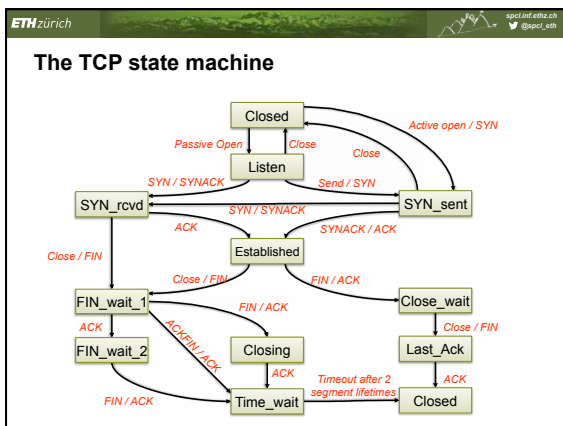 ETH zürich
spcl.inf.ethz.ch
@spcl_eth
The TCP state machine
Closed
Active open / SYN
Passive Open
Close
Close
Listen
SYN / SYNACK
Send / SYN
SYN_rcvd
SYN / SYNACK
SYN_sent
ACK
SYNACK / ACK
Established
Close / FIN
Close / FIN
FIN / ACK
FIN_wait_1
FIN / ACK
Close_wait
ACK
ACKFIN / ACK
Close / FIN
FIN_wait_2
Closing
Last_Ack
ACK
Timeout after 2
segment lifetimes
ACK
FIN / ACK
Time_wait
Closed